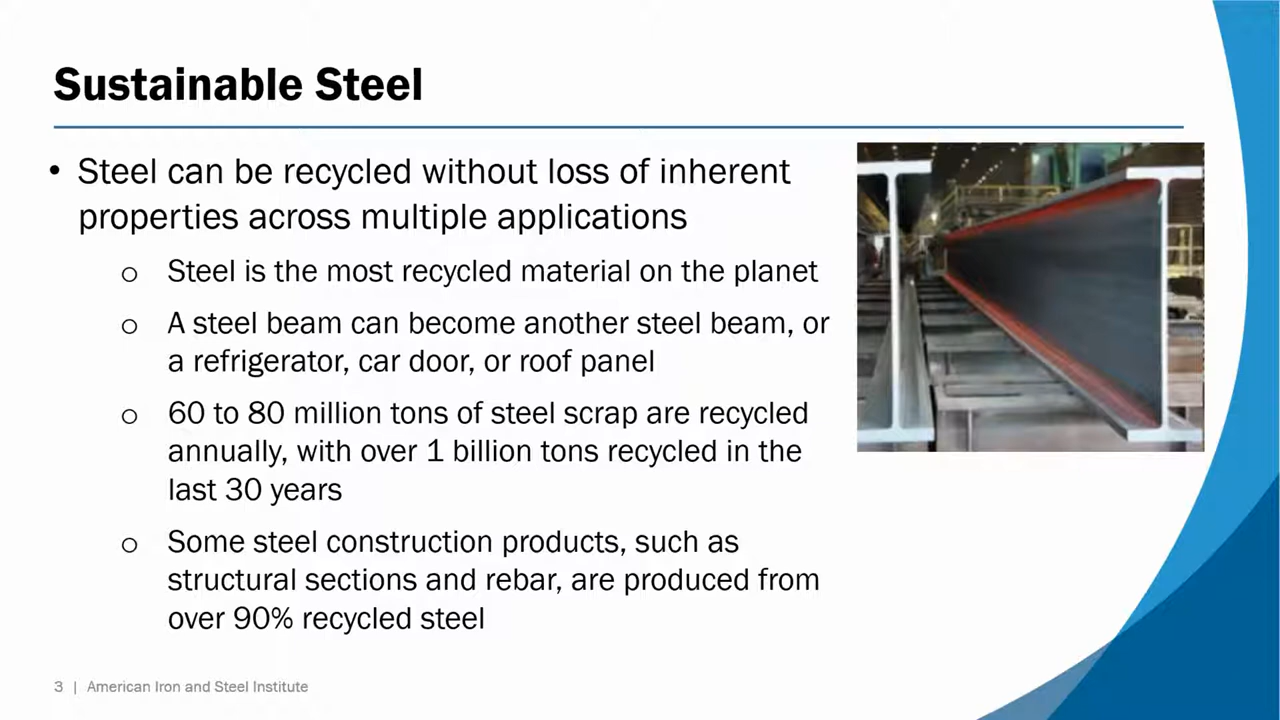 Sustainable Steel
• Steel can be recycled without loss of inherent
properties across multiple applications
o Steel is the most recycled material on the planet
o A steel beam can become another steel beam, or
a refrigerator, car door, or roof panel
o 60 to 80 million tons of steel scrap are recycled
annually, with over 1 billion tons recycled in the
last 30 years
o Some steel construction products, such as
structural sections and rebar, are produced from
over 90% recycled steel
3 | American Iron and Steel Institute